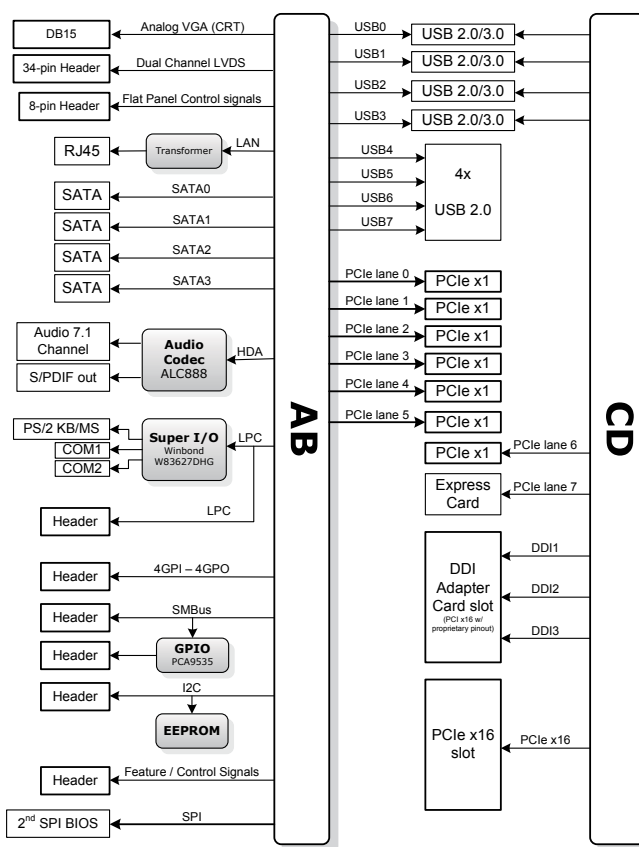 DB15
Analog VGA (CRT)
34-pin Header
Dual Channel LVDS
8-pin Header
Flat Panel Control signals
RJ45
Transformer
LAN
SATA
SATA0
SATA
SATA1
SATA
SATA2
SATA
SATA3
Audio 7.1
Channel
S/PDIF out
Audio
Codec
ALC888
HDA
PS/2 KB/MS
COM1
COM2
Super I/O
Winbond
W83627DHG
LPC
Header
LPC
Header
4GPI – 4GPO
Header
SMBus
Header
GPIO
PCA9535
Header
I2C
EEPROM
Header
Feature / Control Signals
2nd SPI BIOS
SPI
AB
USB0
USB 2.0/3.0
USB1
USB 2.0/3.0
USB2
USB 2.0/3.0
USB3
USB 2.0/3.0
USB4
USB5
USB6
USB7
4x
USB 2.0
PCIe lane 0
PCIe x1
PCIe lane 1
PCIe x1
PCIe lane 2
PCIe x1
PCIe lane 3
PCIe x1
PCIe lane 4
PCIe x1
PCIe lane 5
PCIe x1
PCIe x1
PCIe lane 6
Express
Card
PCIe lane 7
DDI
Adapter
Card slot
(PCI x16 w/
proprietary pinout)
DDI1
DDI2
DDI3
PCIe x16
slot
PCIe x16
CD